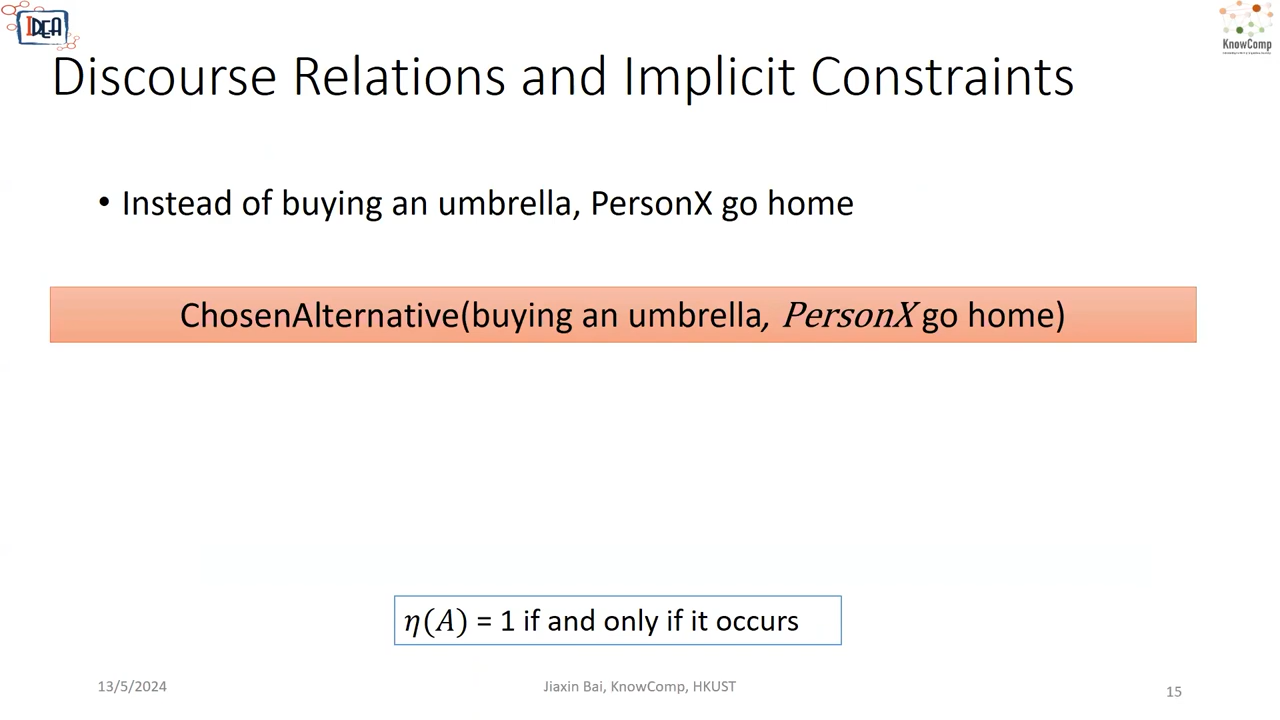 IDEA
KnowComp
Discourse Relations and Implicit Constraints
• Instead of buying an umbrella, PersonX go home
ChosenAlternative(buying an umbrella, PersonX go home)
η(A) = 1 if and only if it occurs
13/5/2024
Jiaxin Bai, KnowComp, HKUST
15